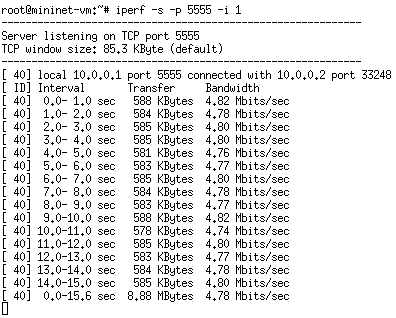 root@mininet-vm:~# iperf -s -p 5555 -i 1
------------------------------------------------------------
Server listening on TCP port 5555
TCP window size: 85.3 KByte (default)
------------------------------------------------------------
[ 40] local 10.0.0.1 port 5555 connected with 10.0.0.2 port 33248
[ ID] Interval       Transfer     Bandwidth
[ 40]  0.0- 1.0 sec   588 KBytes  4.82 Mbits/sec
[ 40]  1.0- 2.0 sec   584 KBytes  4.78 Mbits/sec
[ 40]  2.0- 3.0 sec   585 KBytes  4.80 Mbits/sec
[ 40]  3.0- 4.0 sec   585 KBytes  4.80 Mbits/sec
[ 40]  4.0- 5.0 sec   581 KBytes  4.76 Mbits/sec
[ 40]  5.0- 6.0 sec   583 KBytes  4.77 Mbits/sec
[ 40]  6.0- 7.0 sec   585 KBytes  4.80 Mbits/sec
[ 40]  7.0- 8.0 sec   584 KBytes  4.78 Mbits/sec
[ 40]  8.0- 9.0 sec   583 KBytes  4.77 Mbits/sec
[ 40]  9.0-10.0 sec   588 KBytes  4.82 Mbits/sec
[ 40] 10.0-11.0 sec   578 KBytes  4.74 Mbits/sec
[ 40] 11.0-12.0 sec   585 KBytes  4.80 Mbits/sec
[ 40] 12.0-13.0 sec   583 KBytes  4.77 Mbits/sec
[ 40] 13.0-14.0 sec   584 KBytes  4.78 Mbits/sec
[ 40] 14.0-15.0 sec   585 KBytes  4.80 Mbits/sec
[ 40]  0.0-15.6 sec  8.88 MBytes  4.78 Mbits/sec